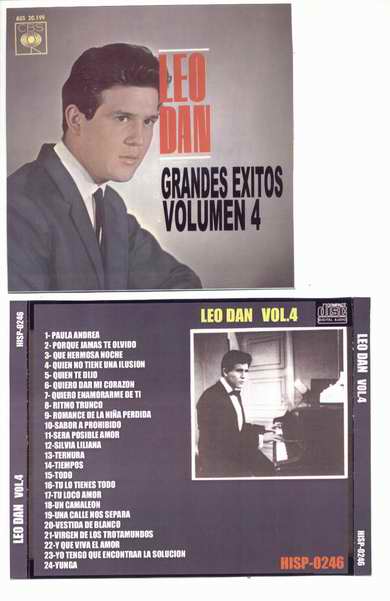 AGS 20.199
CBS
LEO
DAN
GRANDES EXITOS
VOLUMEN 4
HISP-0246
LEO DAN VOL.4
LEO DAN VOL.4
COMPACT
disc
DIGITAL AUDIO
1- PAULA ANDREA
2- PORQUE JAMAS TE OLVIDO
3- QUE HERMOSA NOCHE
4- QUIEN NO TIENE UNA ILUSION
5- QUIEN TE DIJO
6- QUIERO DAR MI CORAZON
7- QUIERO ENAMORARME DE TI
8- RITMO TRUNCO
9- ROMANCE DE LA NIÑA PERDIDA
10-SABOR A PROHIBIDO
11-SERA POSIBLE AMOR
12-SILVIA LILIANA
13-TERNURA
14-TIEMPOS
15-TODO
16-TU LO TIENES TODO
17-TU LOCO AMOR
18-UN CAMALEON
19-UNA CALLE NOS SEPARA
20-VESTIDA DE BLANCO
21-VIRGEN DE LOS TROTAMUNDOS
22-Y QUE VIVA EL AMOR
23-YO TENGO QUE ENCONTRAR LA SOLUCION
24-YUNGA
HISP-0246
LEO DAN VOL.4
HISP-0246